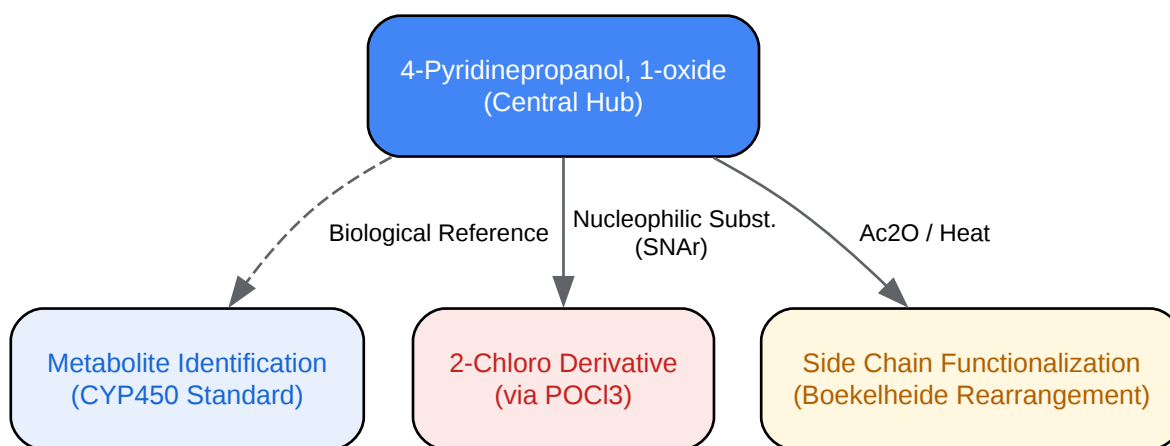 4-Pyridinepropanol, 1-oxide
(Central Hub)
Biological Reference
Nucleophilic Subst.
(SNAr)
Ac2O / Heat
Metabolite Identification
(CYP450 Standard)
2-Chloro Derivative
(via POCl3)
Side Chain Functionalization
(Boekelheide Rearrangement)